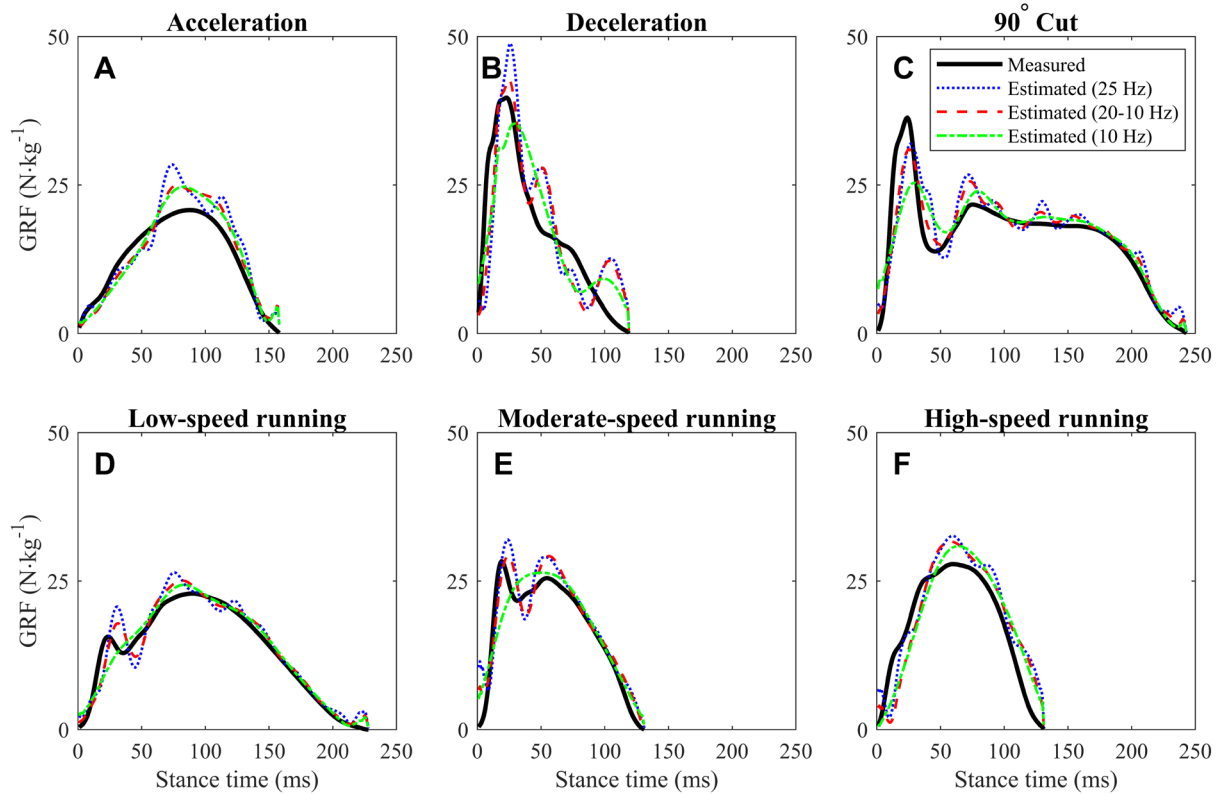 Acceleration
Deceleration
90° Cut
A
B
C
Measured
Estimated (25 Hz)
Estimated (20-10 Hz)
Estimated (10 Hz)
GRF (N·kg⁻¹)
50
25
0
0 50 100 150 200 250
50
25
0
0 50 100 150 200 250
50
25
0
0 50 100 150 200 250
Low-speed running
Moderate-speed running
High-speed running
D
E
F
GRF (N·kg⁻¹)
50
25
0
0 50 100 150 200 250
Stance time (ms)
50
25
0
0 50 100 150 200 250
Stance time (ms)
50
25
0
0 50 100 150 200 250
Stance time (ms)